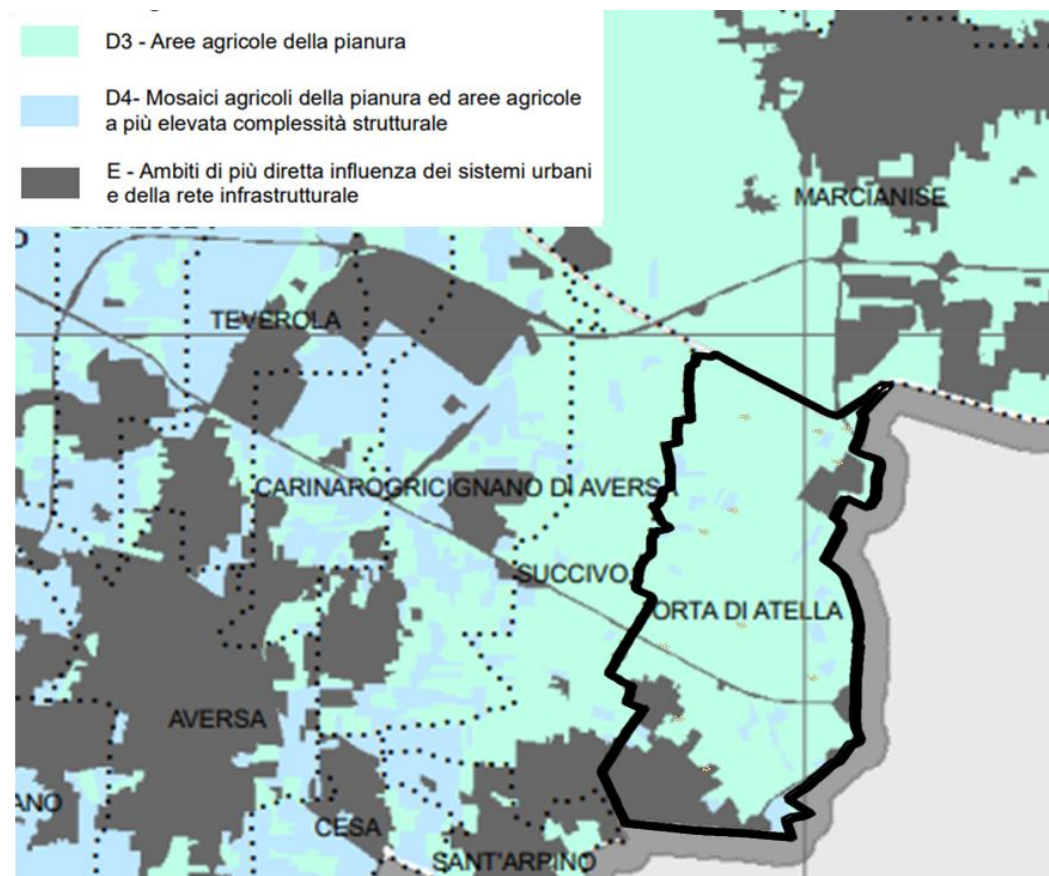 D3 - Aree agricole della pianura
D4- Mosaici agricoli della pianura ed aree agricole
a più elevata complessità strutturale
E - Ambiti di più diretta influenza dei sistemi urbani
e della rete infrastrutturale
MARCIANISE
TEVEROLA
CARINAROGRICIGNANO DI AVERSA
SUCCIVO
ORTA DI ATELLA
AVERSA
ANO
CESA
SANT'ARPINO